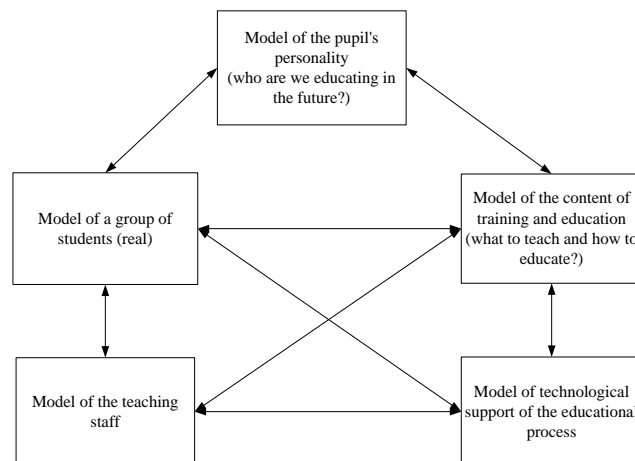 Model of the pupil's
personality
(who are we educating in
the future?)
Model of a group of
students (real)
Model of the content of
training and education
(what to teach and how to
educate?)
Model of the teaching
staff
Model of technological
support of the educational
process